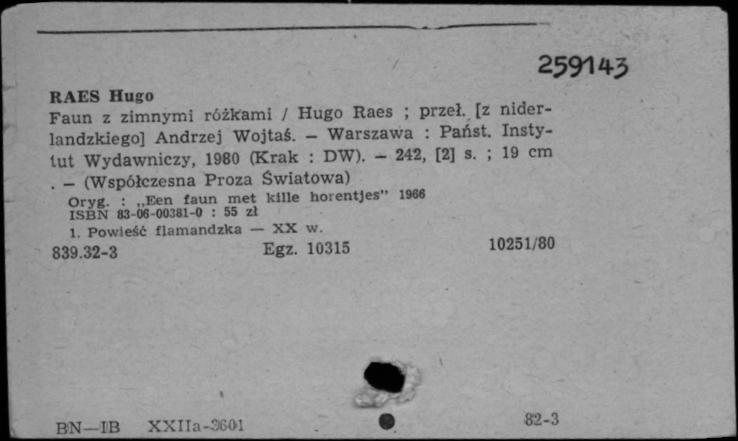 259143
RAES Hugo
Faun z zimnymi różkami / Hugo Raes ; przeł. [z nider-
landzkiego] Andrzej Wojtaś. — Warszawa : Państ. Insty-
tut Wydawniczy, 1980 (Krak : DW). — 242, [2] s. ; 19 cm
. — (Współczesna Proza Światowa)
Oryg. : „Een faun met kille horentjes" 1966
ISBN 83-06-00381-0 : 55 zł
1. Powieść flamandzka — XX w.
839.32-3 Egz. 10315 10251/80
BN—IB XXIIa-3601 82-3